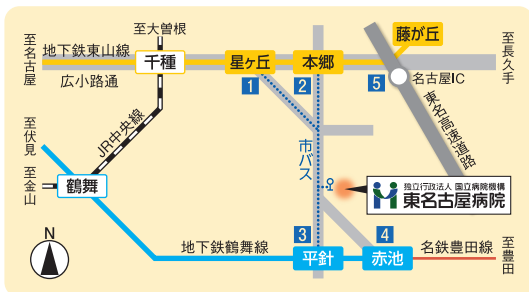 至大曽根
藤が丘
至名古屋
地下鉄東山線
千種
星ヶ丘
本郷
至長久手
広小路通
1
2
5
名古屋IC
至伏見
JR中央線
市バス
東名高速道路
至金山
鶴舞
独立行政法人 国立病院機構
東名古屋病院
N
3
4
地下鉄鶴舞線
平針
赤池
名鉄豊田線
至豊田